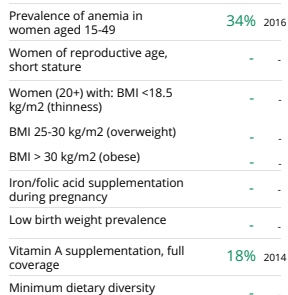 Prevalence of anemia in
women aged 15-49 34% 2016
Women of reproductive age,
short stature - -
Women (20+) with: BMI <18.5
kg/m2 (thinness) - -
BMI 25-30 kg/m2 (overweight) - -
BMI > 30 kg/m2 (obese) - -
Iron/folic acid supplementation
during pregnancy - -
Low birth weight prevalence - -
Vitamin A supplementation, full
coverage 18% 2014
Minimum dietary diversity - -